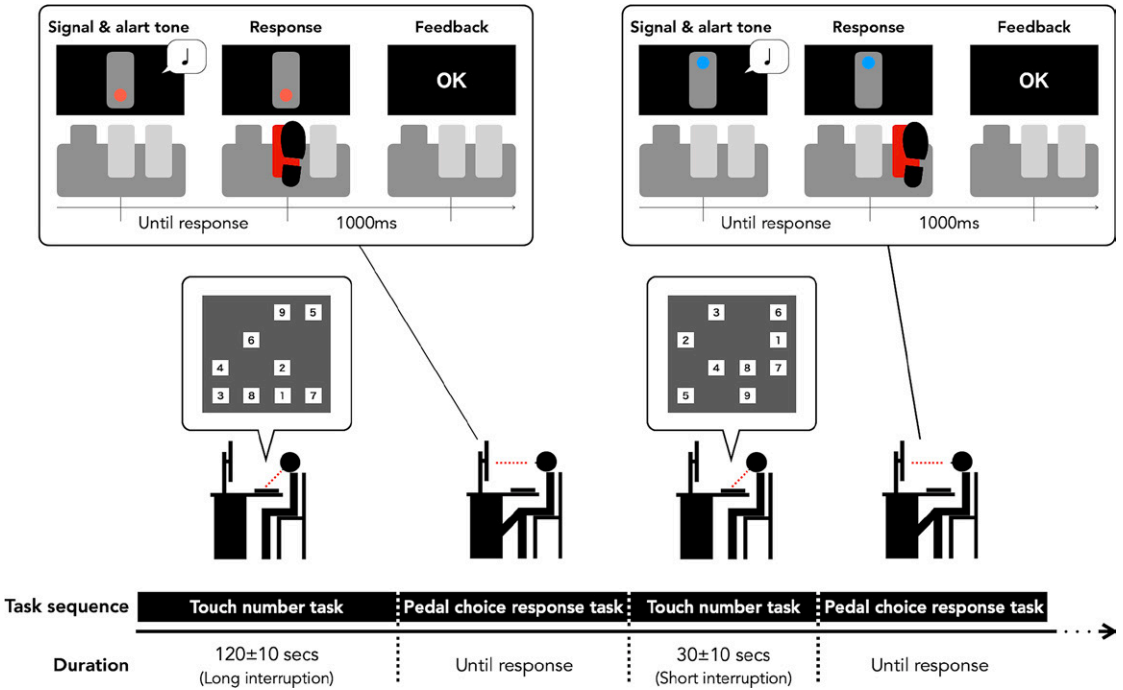 Signal & alart tone Response Feedback
OK
Until response 1000ms
Signal & alart tone Response Feedback
OK
Until response 1000ms
9 5
6
4 2
3 8 1 7
3 6
2 1
4 8 7
5 9
Task sequence Touch number task Pedal choice response task Touch number task Pedal choice response task
Duration 120±10 secs Until response 30±10 secs Until response
(Long interruption) (Short interruption)